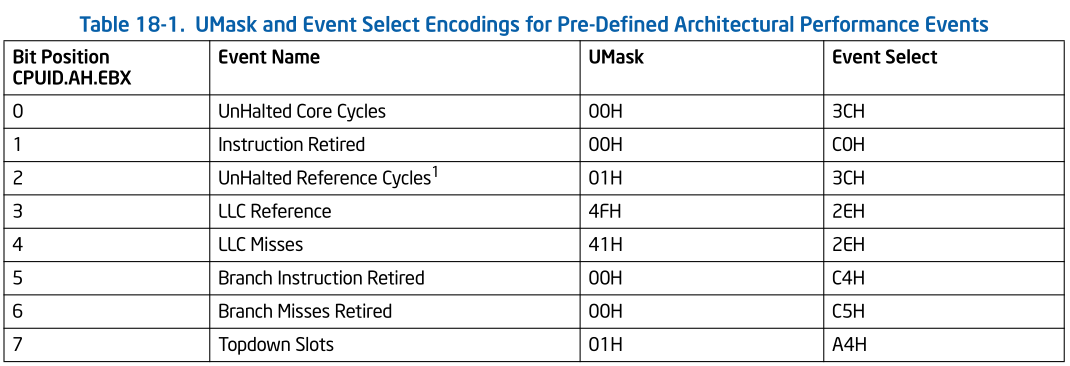 Table 18-1. UMask and Event Select Encodings for Pre-Defined Architectural Performance Events
Bit Position CPUID.AH.EBX Event Name UMask Event Select
0 UnHalted Core Cycles 00H 3CH
1 Instruction Retired 00H C0H
2 UnHalted Reference Cycles1 01H 3CH
3 LLC Reference 4FH 2EH
4 LLC Misses 41H 2EH
5 Branch Instruction Retired 00H C4H
6 Branch Misses Retired 00H C5H
7 Topdown Slots 01H A4H